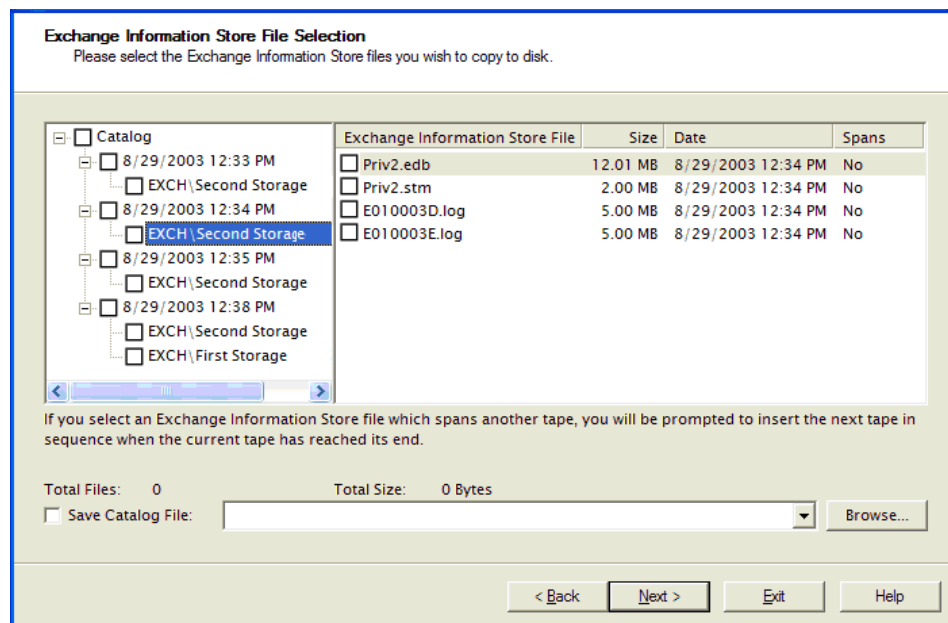 Exchange Information Store File Selection
Please select the Exchange Information Store files you wish to copy to disk.
Catalog
8/29/2003 12:33 PM
EXCH\Second Storage
8/29/2003 12:34 PM
EXCH\Second Storage
8/29/2003 12:35 PM
EXCH\Second Storage
8/29/2003 12:38 PM
EXCH\Second Storage
EXCH\First Storage
Exchange Information Store File Size Date Spans
Priv2.edb 12.01 MB 8/29/2003 12:34 PM No
Priv2.stm 2.00 MB 8/29/2003 12:34 PM No
E010003D.log 5.00 MB 8/29/2003 12:34 PM No
E010003E.log 5.00 MB 8/29/2003 12:34 PM No
If you select an Exchange Information Store file which spans another tape, you will be prompted to insert the next tape in
sequence when the current tape has reached its end.
Total Files: 0 Total Size: 0 Bytes
Save Catalog File: Browse...
< Back Next > Exit Help